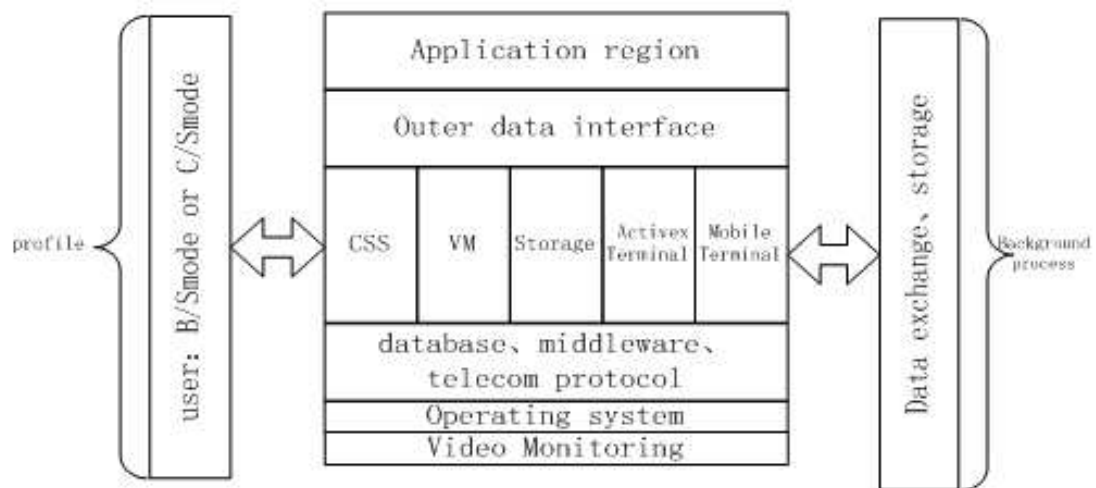 profile
user: B/Smode or C/Smode
Application region
Outer data interface
CSS
VM
Storage
Activex
Terminal
Mobile
Terminal
database、middleware、
telecom protocol
Operating system
Video Monitoring
Data exchange、storage
Background
process